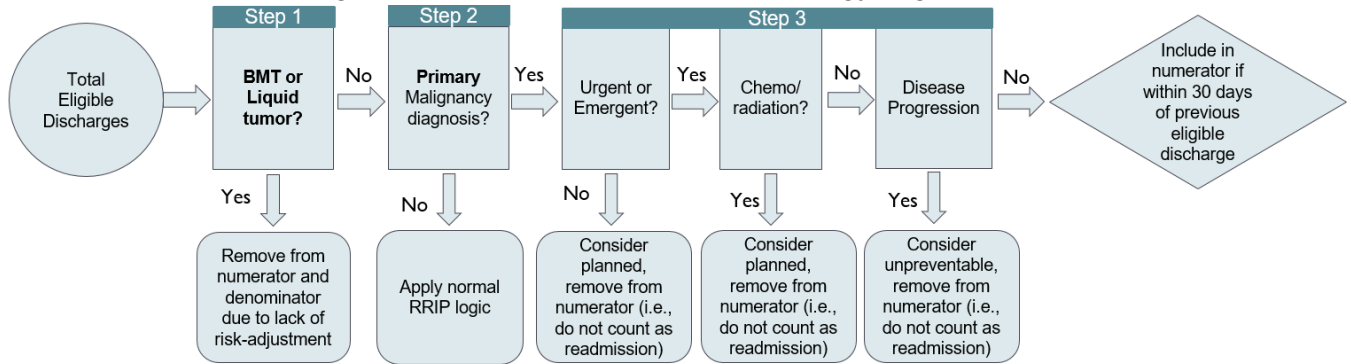 Step 1
Step 2
Step 3
Total
Eligible
Discharges
BMT or
Liquid
tumor?
No
Primary
Malignancy
diagnosis?
Yes
Urgent or
Emergent?
Yes
Chemo/
radiation?
No
Disease
Progression
No
Include in
numerator if
within 30 days
of previous
eligible
discharge
Yes
No
No
Yes
Yes
Remove from
numerator and
denominator
due to lack of
risk-adjustment
Apply normal
RRIP logic
Consider
planned,
remove from
numerator (i.e.,
do not count as
readmission)
Consider
planned,
remove from
numerator (i.e.,
do not count as
readmission)
Consider
unpreventable,
remove from
numerator (i.e.,
do not count as
readmission)